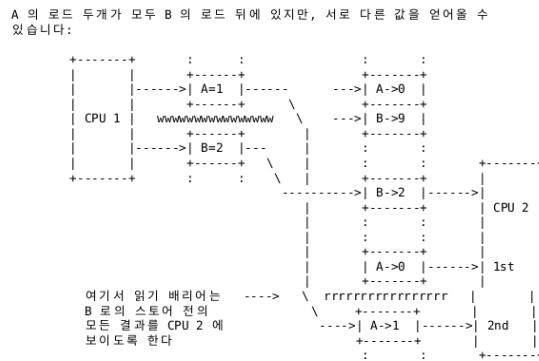 A 의 로드 두개가 모두 B 의 로드 뒤에 있지만, 서로 다른 값을 얻어올 수
있습니다:
+-------+       :      :                :       :
|       |       +------+                +-------+
|       |------>| A=1  |------      --->| A->0  |
|       |       +------+      \         +-------+
| CPU 1 |   wwwwwwwwwwwwwwww   \    --->| B->9  |
|       |       +------+        |       +-------+
|       |------>| B=2  |---     |       :       :
|       |       +------+   \    |       :       :       +-------+
+-------+       :      :    \   |       +-------+       |
---------->| B->2  |------>|
|       +-------+       | CPU 2
|       :       :       |
|       :       :       |
|       +-------+       |
|       | A->0  |------>| 1st
|       +-------+       |
여기서 읽기 배리어는   ---->   \  rrrrrrrrrrrrrrrrr   |       |
B 로의 스토어 전의              \    +-------+       |       |
모든 결과를 CPU 2 에             ---->| A->1  |------>| 2nd   |
보이도록 한다                        +-------+       |       |
:       :       +-------